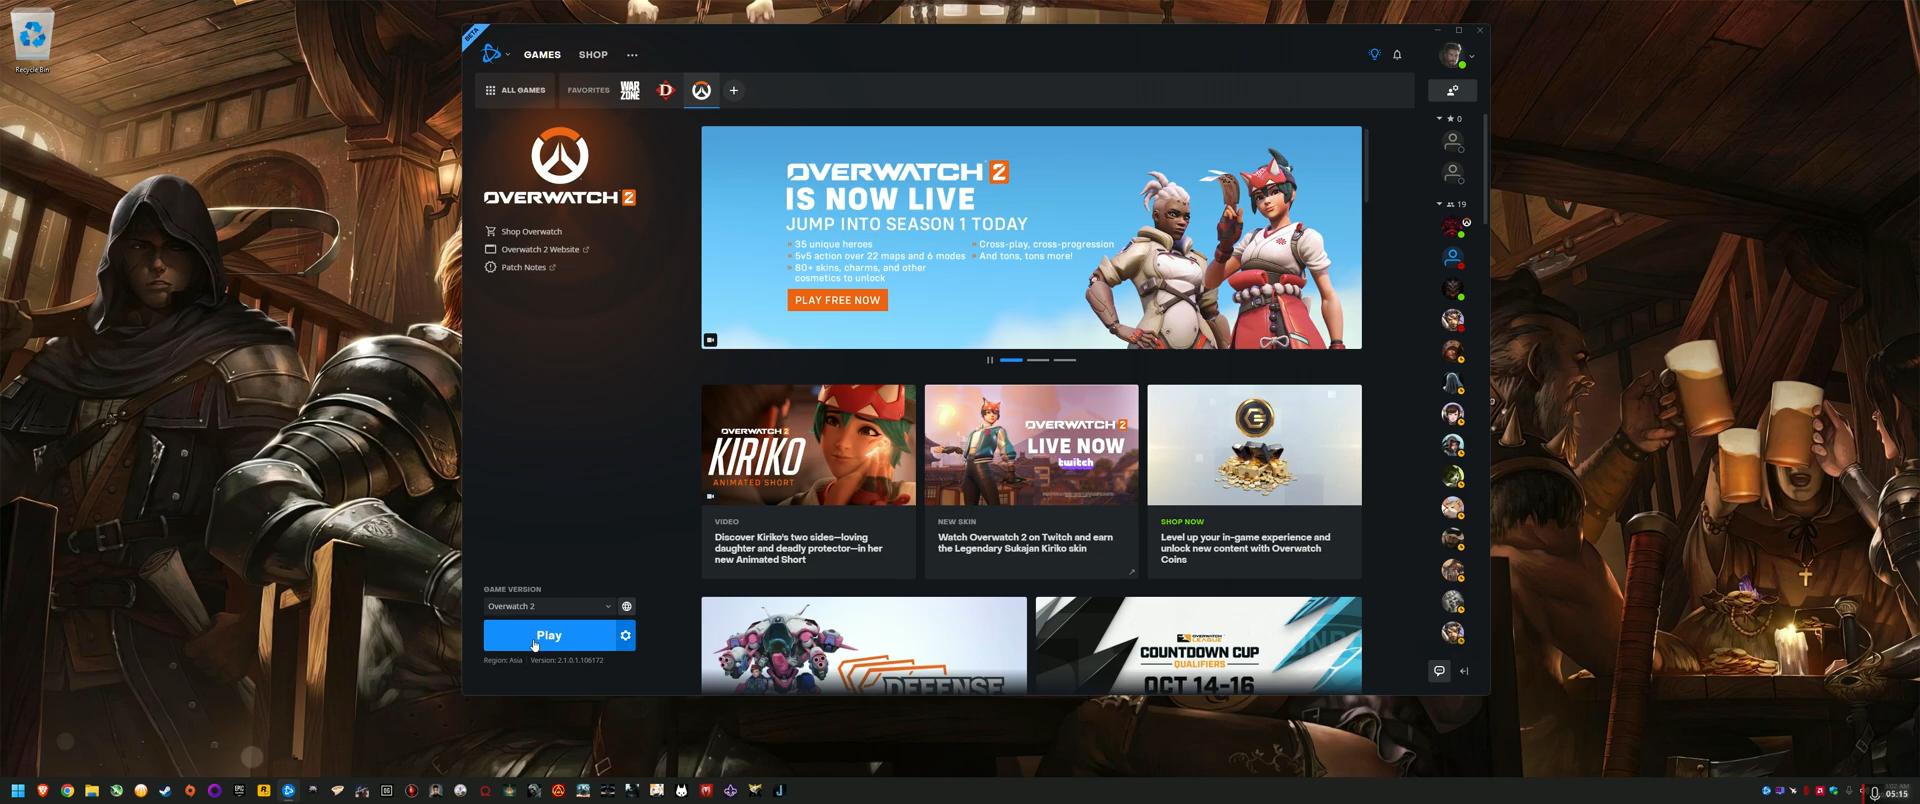 Recycle Bin
BETA
GAMES
SHOP
ALL GAMES
FAVORITES
WAR
ZONE
D
0
19
OVERWATCH 2
Shop Overwatch
Overwatch 2 Website
Patch Notes
OVERWATCH 2
IS NOW LIVE
JUMP INTO SEASON 1 TODAY
35 unique heroes
5v5 action over 22 maps and 6 modes
80+ skins, charms, and other
cosmetics to unlock
Cross-play, cross-progression
And tons, tons more!
PLAY FREE NOW
OVERWATCH 2
KIRIKO
ANIMATED SHORT
VIDEO
Discover Kiriko's two sides—loving
daughter and deadly protector—in her
new Animated Short
OVERWATCH 2
LIVE NOW
twitch
NEW SKIN
Watch Overwatch 2 on Twitch and earn
the Legendary Sukajan Kiriko skin
SHOP NOW
Level up your in-game experience and
unlock new content with Overwatch
Coins
DEFENSE
OVERWATCH
LEAGUE
COUNTDOWN CUP
QUALIFIERS
OCT 14-16
GAME VERSION
Overwatch 2
Play
Region: Asia
Version: 2.1.0.1.106172
EPIC
R
GG
J
05:15